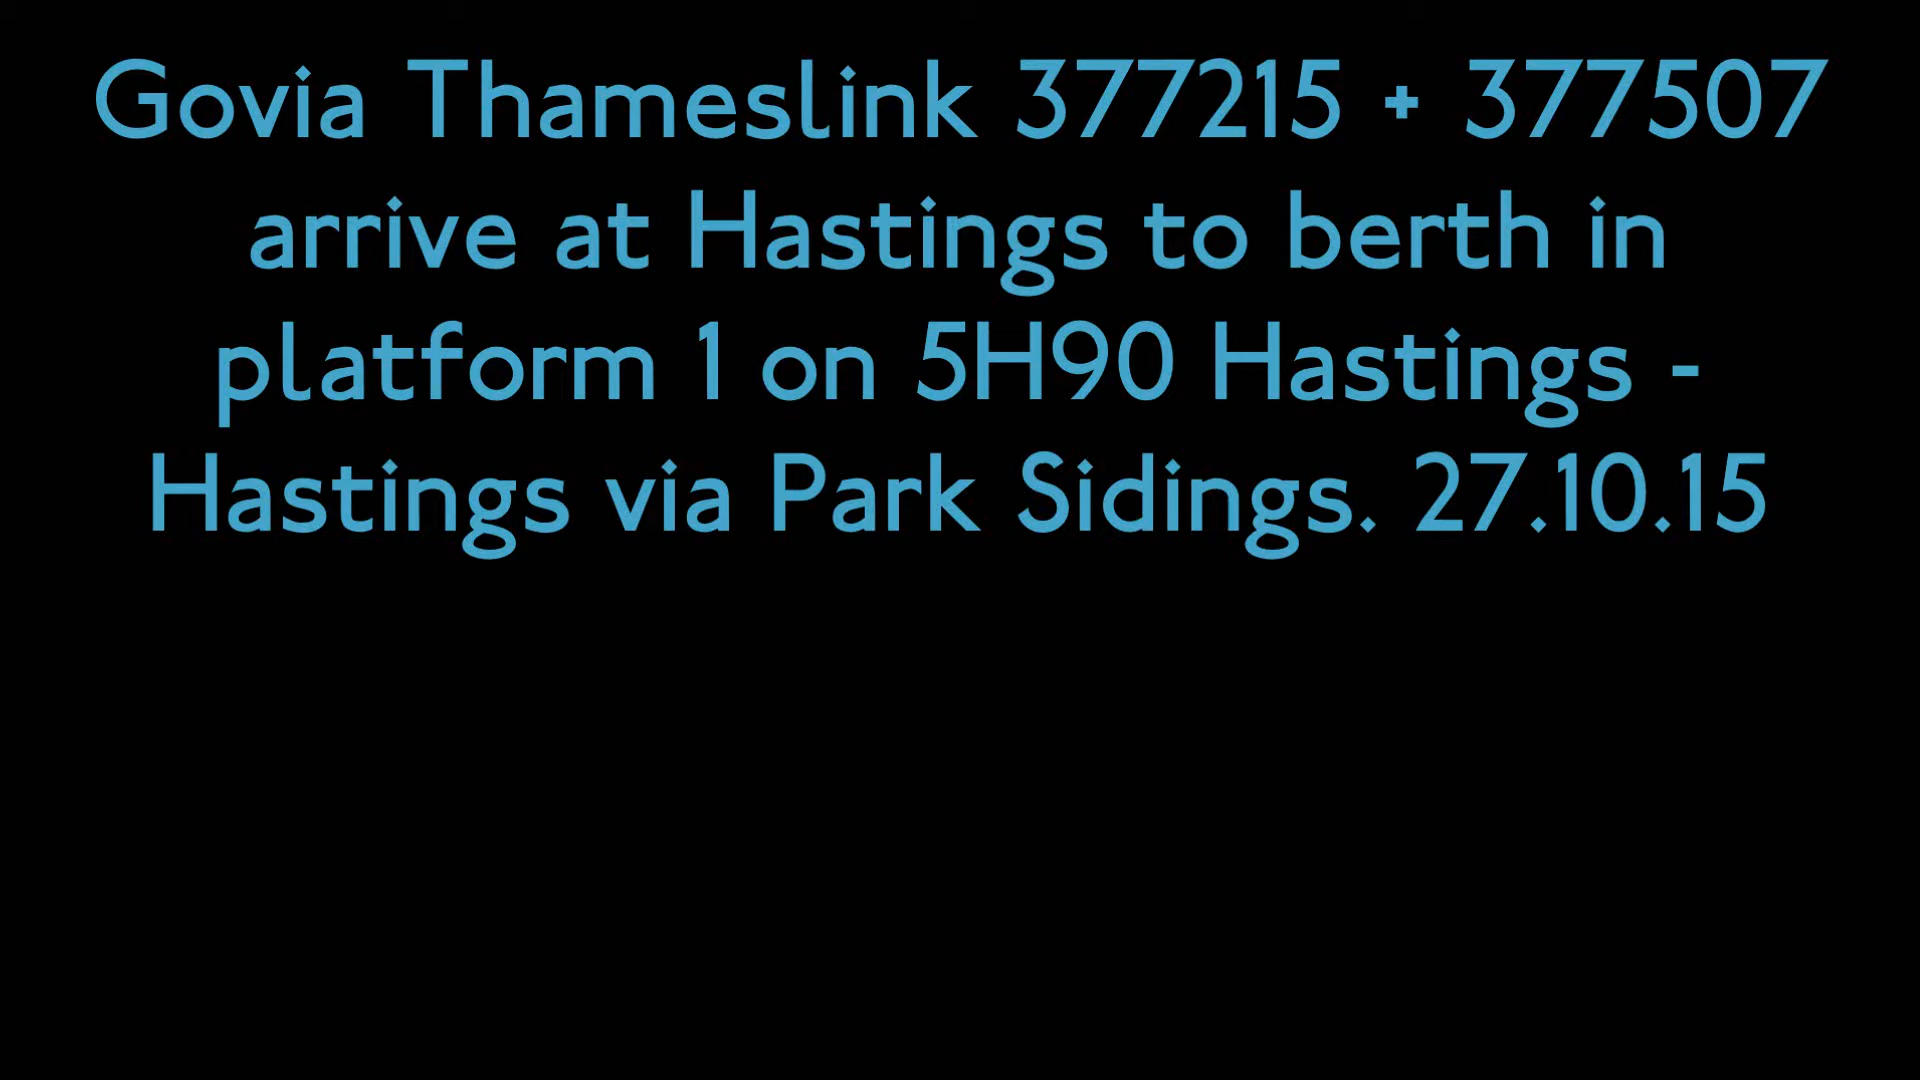 Govia Thameslink 377215 + 377507
arrive at Hastings to berth in
platform 1 on 5H90 Hastings -
Hastings via Park Sidings. 27.10.15